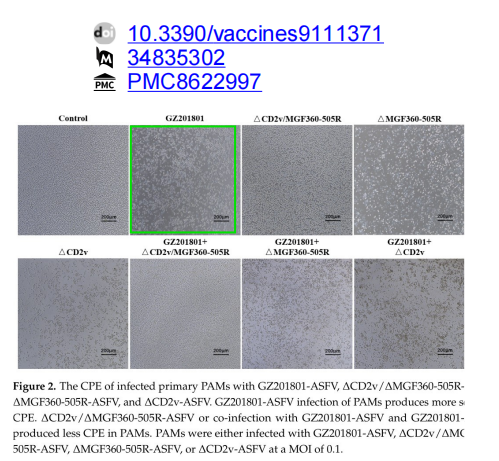 doi 10.3390/vaccines9111371
34835302
PMC PMC8622997
Control GZ201801 △CD2v/MGF360-505R △MGF360-505R
200μm 200μm 200μm 200μm
△CD2v GZ201801+ △CD2v/MGF360-505R GZ201801+ △MGF360-505R GZ201801+ △CD2v
200μm 200μm 200μm 200μm
Figure 2. The CPE of infected primary PAMs with GZ201801-ASFV, ΔCD2v/ΔMGF360-505R-
ΔMGF360-505R-ASFV, and ΔCD2v-ASFV. GZ201801-ASFV infection of PAMs produces more s
CPE. ΔCD2v/ΔMGF360-505R-ASFV or co-infection with GZ201801-ASFV and GZ201801-
produced less CPE in PAMs. PAMs were either infected with GZ201801-ASFV, ΔCD2v/ΔMG
505R-ASFV, ΔMGF360-505R-ASFV, or ΔCD2v-ASFV at a MOI of 0.1.